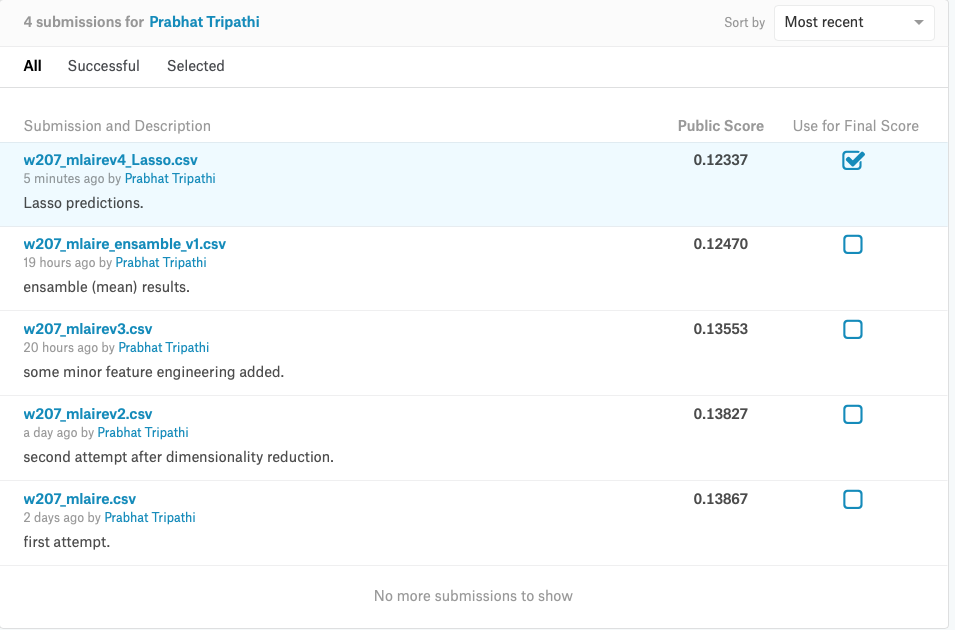 4 submissions for Prabhat Tripathi Sort by Most recent
All Successful Selected
Submission and Description Public Score Use for Final Score
w207_mlairev4_Lasso.csv 0.12337
5 minutes ago by Prabhat Tripathi
Lasso predictions.
w207_mlaire_ensamble_v1.csv 0.12470
19 hours ago by Prabhat Tripathi
ensamble (mean) results.
w207_mlairev3.csv 0.13553
20 hours ago by Prabhat Tripathi
some minor feature engineering added.
w207_mlairev2.csv 0.13827
a day ago by Prabhat Tripathi
second attempt after dimensionality reduction.
w207_mlaire.csv 0.13867
2 days ago by Prabhat Tripathi
first attempt.
No more submissions to show